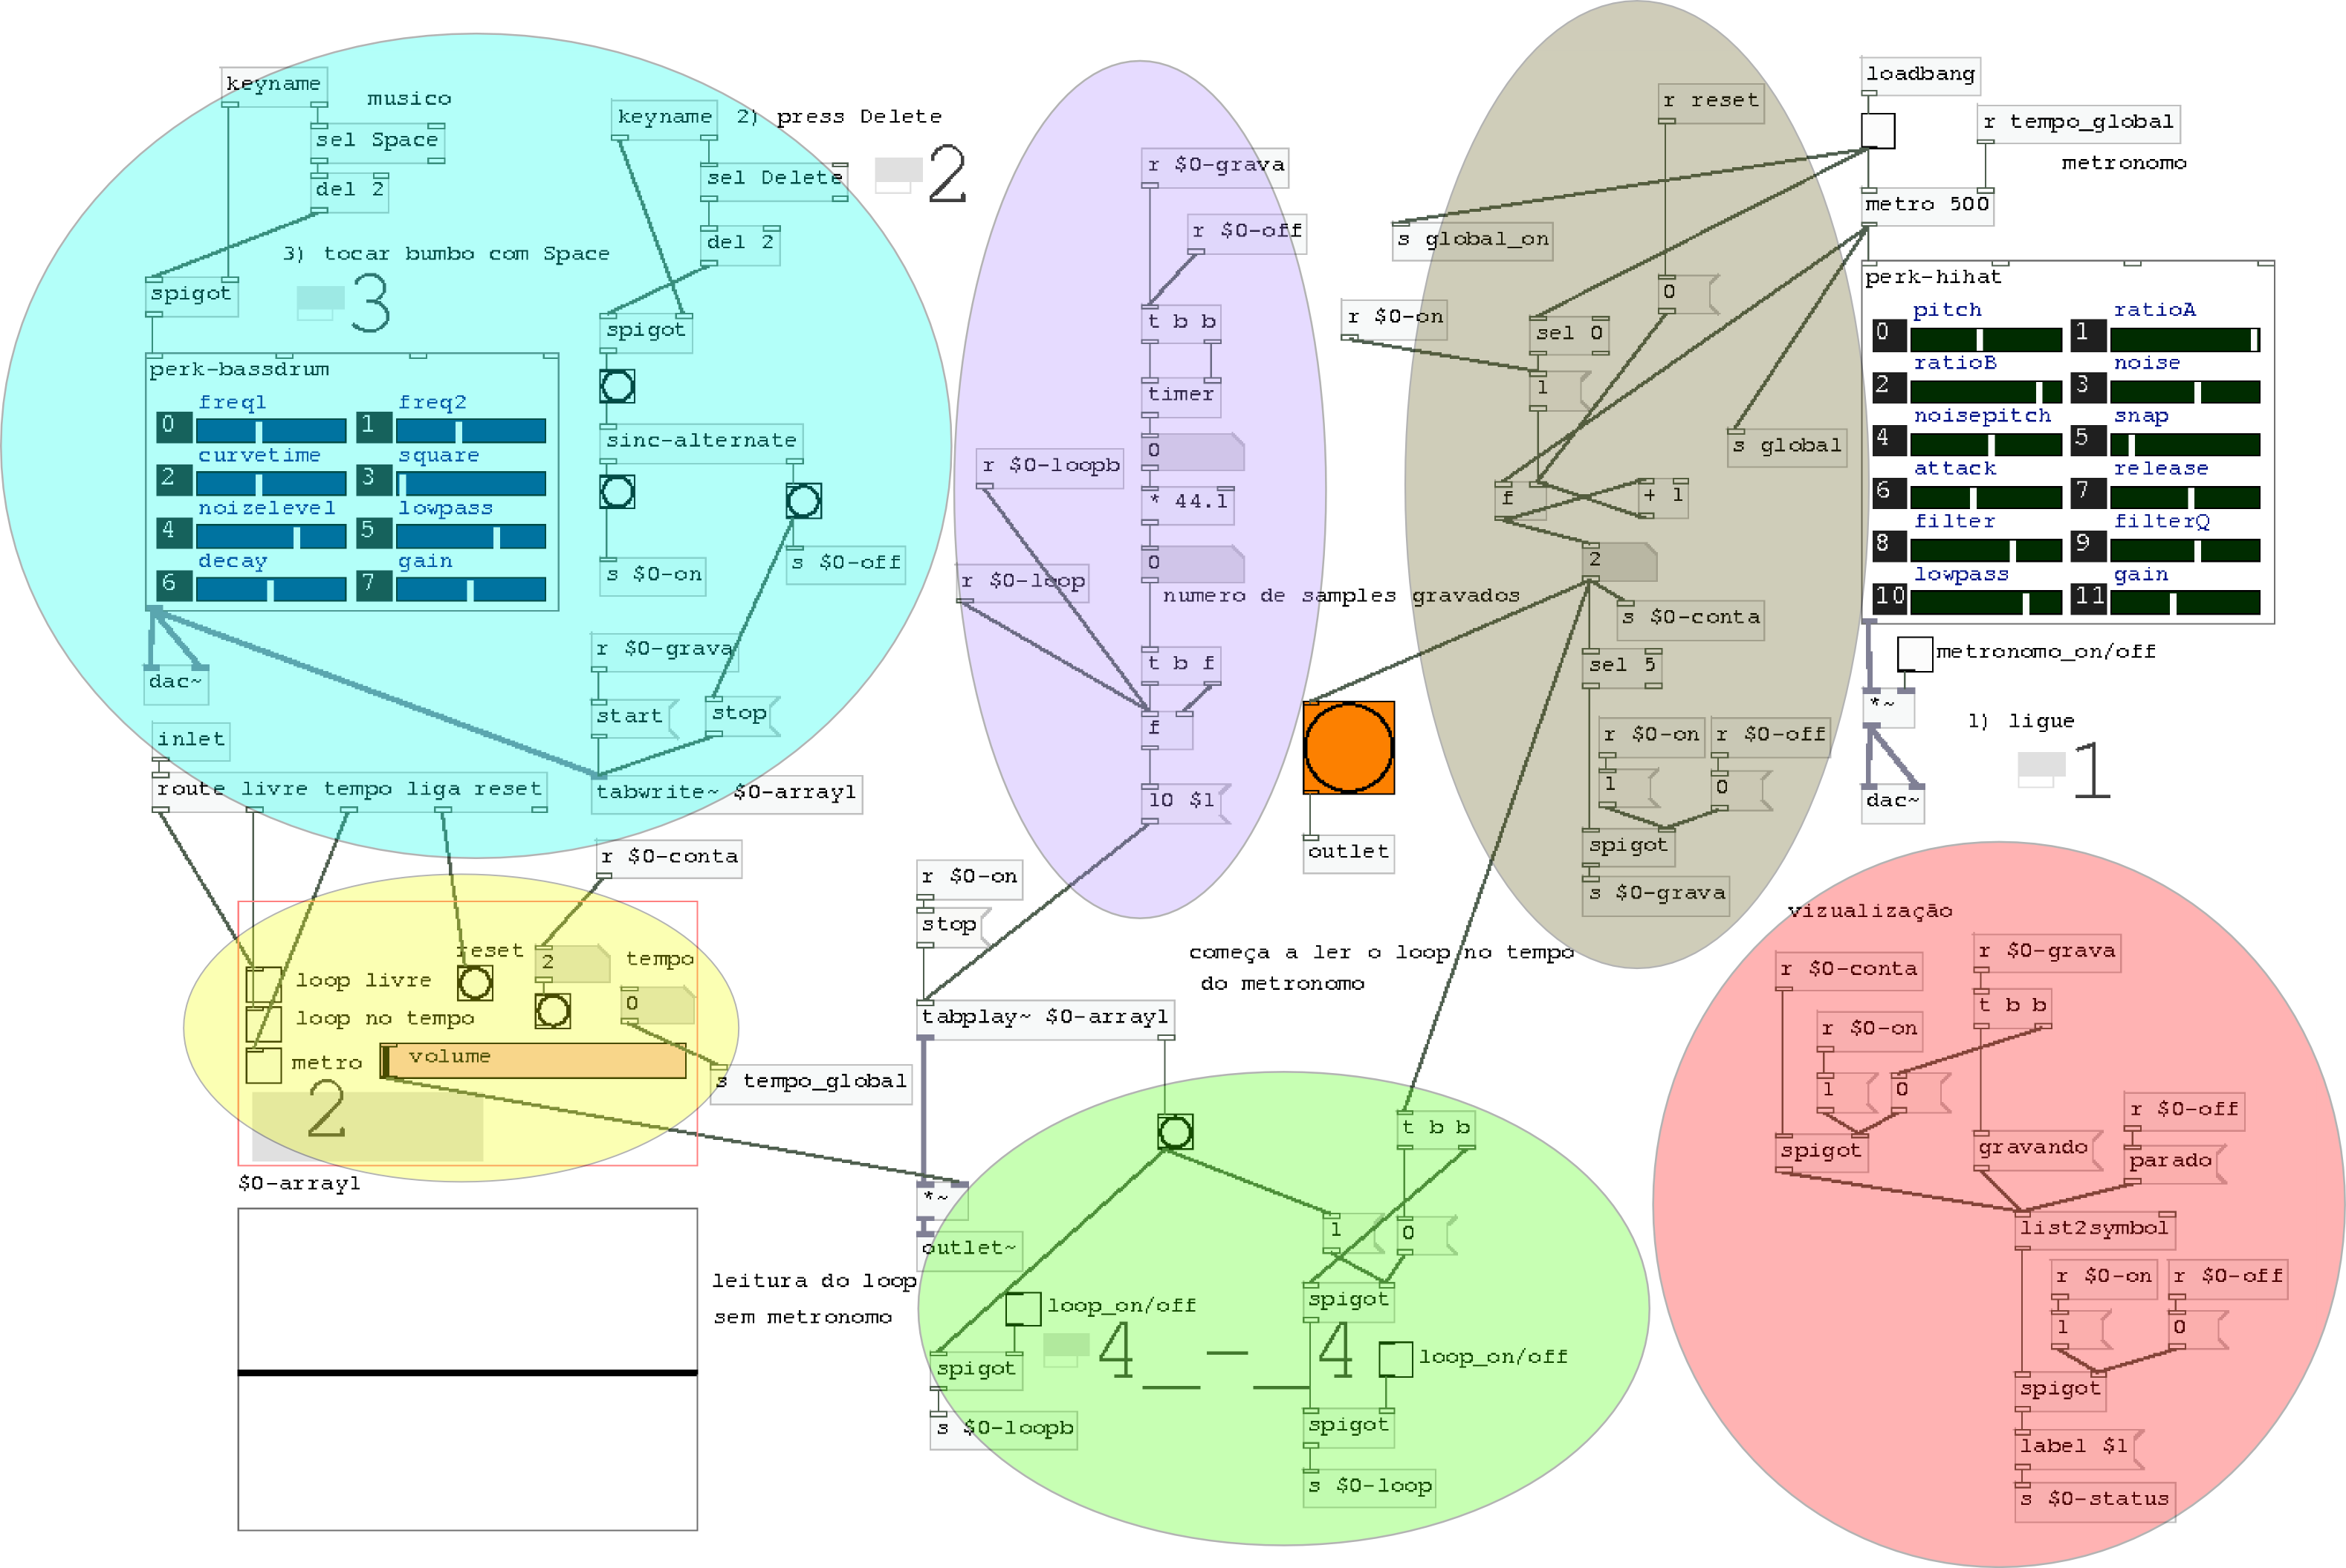 keyname
musico
sel Space
del 2
3) tocar bumbo com Space
3
spigot
perk-bassdrum
freq1
freq2
0
1
curvetime
square
2
3
noizelevel
lowpass
4
5
decay
gain
6
7
dac~
keyname
2) press Delete
2
sel Delete
del 2
spigot
sinc-alternate
s $0-on
s $0-off
r $0-grava
start
stop
tabwrite~ $0-array1
inlet
route livre tempo liga reset
r $0-conta
reset
2
tempo
0
loop livre
loop no tempo
metro
volume
2
s tempo_global
$0-array1
leitura do loop
sem metronomo
r $0-grava
r $0-off
t b b
timer
0
* 44.1
0
numero de samples gravados
r $0-loopb
r $0-loop
t b f
f
10 $1
r $0-on
stop
começa a ler o loop no tempo
do metronomo
tabplay~ $0-array1
*~
outlet~
outlet
r reset
s global_on
r $0-on
0
sel 0
1
s global
f
+ 1
2
s $0-conta
sel 5
r $0-on
r $0-off
1
0
spigot
s $0-grava
loadbang
r tempo_global
metronomo
metro 500
perk-hihat
pitch
ratioA
0
1
ratioB
noise
2
3
noisepitch
snap
4
5
attack
release
6
7
filter
filterQ
8
9
lowpass
gain
10
11
metronomo_on/off
*~
1) ligue
1
dac~
t b b
1
0
spigot
loop_on/off
4__ – __4
loop_on/off
spigot
s $0-loopb
spigot
s $0-loop
vizualização
r $0-grava
r $0-conta
t b b
r $0-on
1
0
r $0-off
spigot
gravando
parado
list2symbol
r $0-on
r $0-off
1
0
spigot
label $1
s $0-status